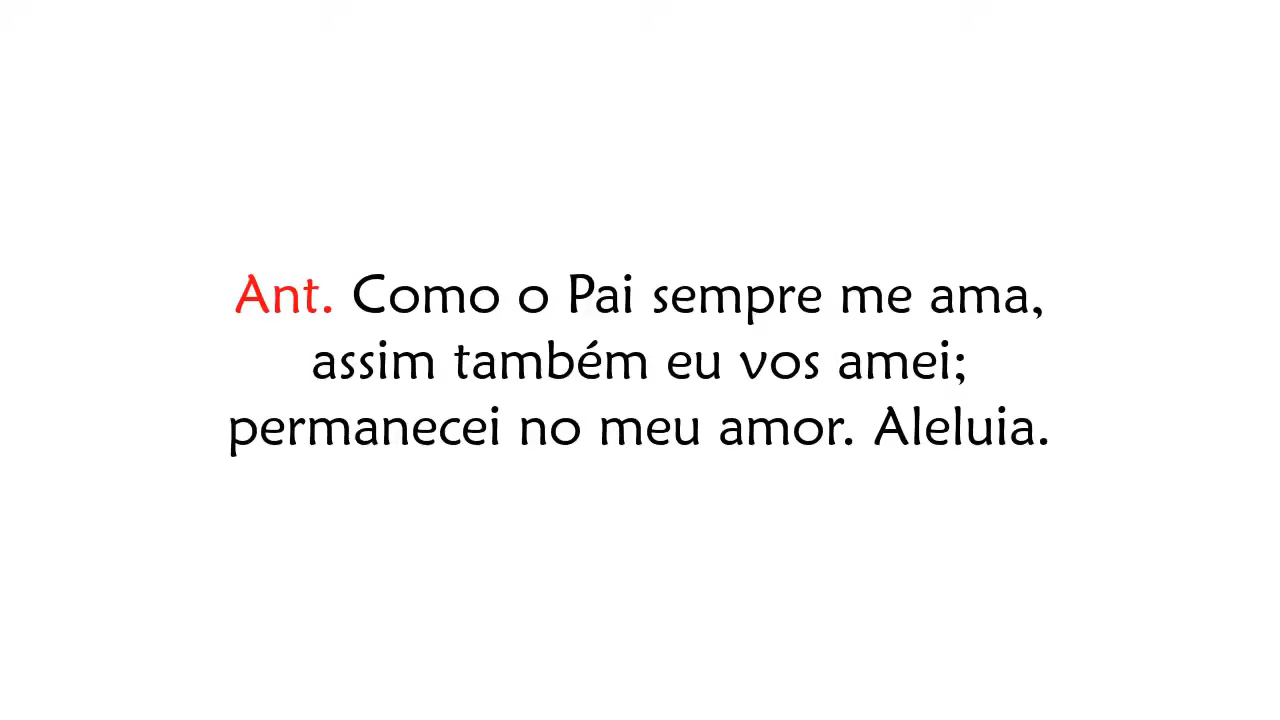 Ant. Como o Pai sempre me ama,
assim também eu vos amei;
permanecei no meu amor. Aleluia.